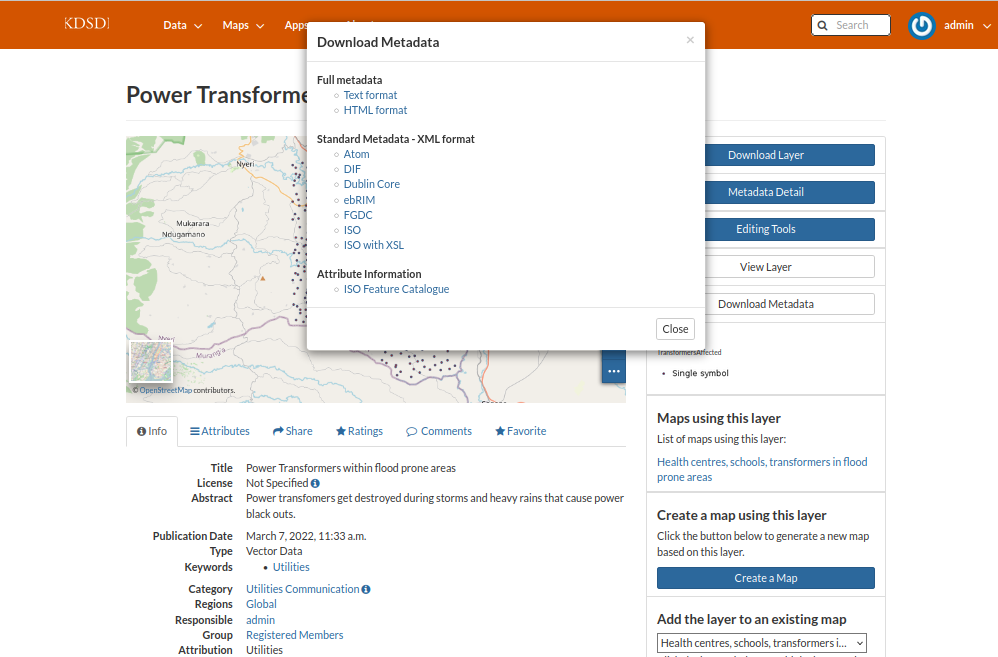 KDSDI
Data
Maps
Apps
Search
admin
Download Metadata
×
Full metadata
Text format
HTML format
Standard Metadata - XML format
Atom
DIF
Dublin Core
ebRIM
FGDC
ISO
ISO with XSL
Attribute Information
ISO Feature Catalogue
Close
Power Transforme
Nyeri
Mukarara
Ndugamano
Nyeri
Murang'a
© OpenStreetMap contributors.
...
Download Layer
Metadata Detail
Editing Tools
View Layer
Download Metadata
TransformersAffected
• Single symbol
Maps using this layer
List of maps using this layer:
Health centres, schools, transformers in flood
prone areas
Create a map using this layer
Click the button below to generate a new map
based on this layer.
Create a Map
Add the layer to an existing map
Health centres, schools, transformers i...
Info Attributes Share Ratings Comments Favorite
Title Power Transformers within flood prone areas
License Not Specified
Abstract Power transfomers get destroyed during storms and heavy rains that cause power
black outs.
Publication Date March 7, 2022, 11:33 a.m.
Type Vector Data
Keywords • Utilities
Category Utilities Communication
Regions Global
Responsible admin
Group Registered Members
Attribution Utilities